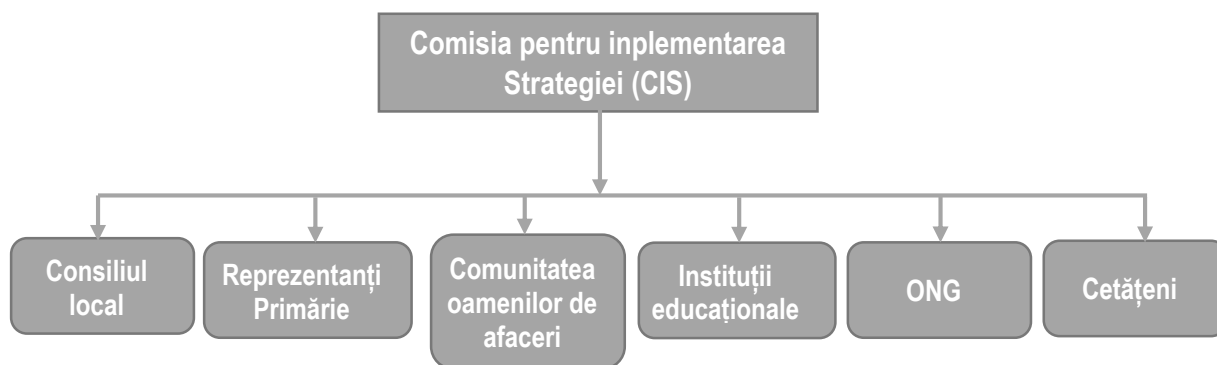 Comisia pentru inplementarea
Strategiei (CIS)
Consiliul
local
Reprezentanți
Primărie
Comunitatea
oamenilor de
afaceri
Instituții
educaționale
ONG
Cetățeni